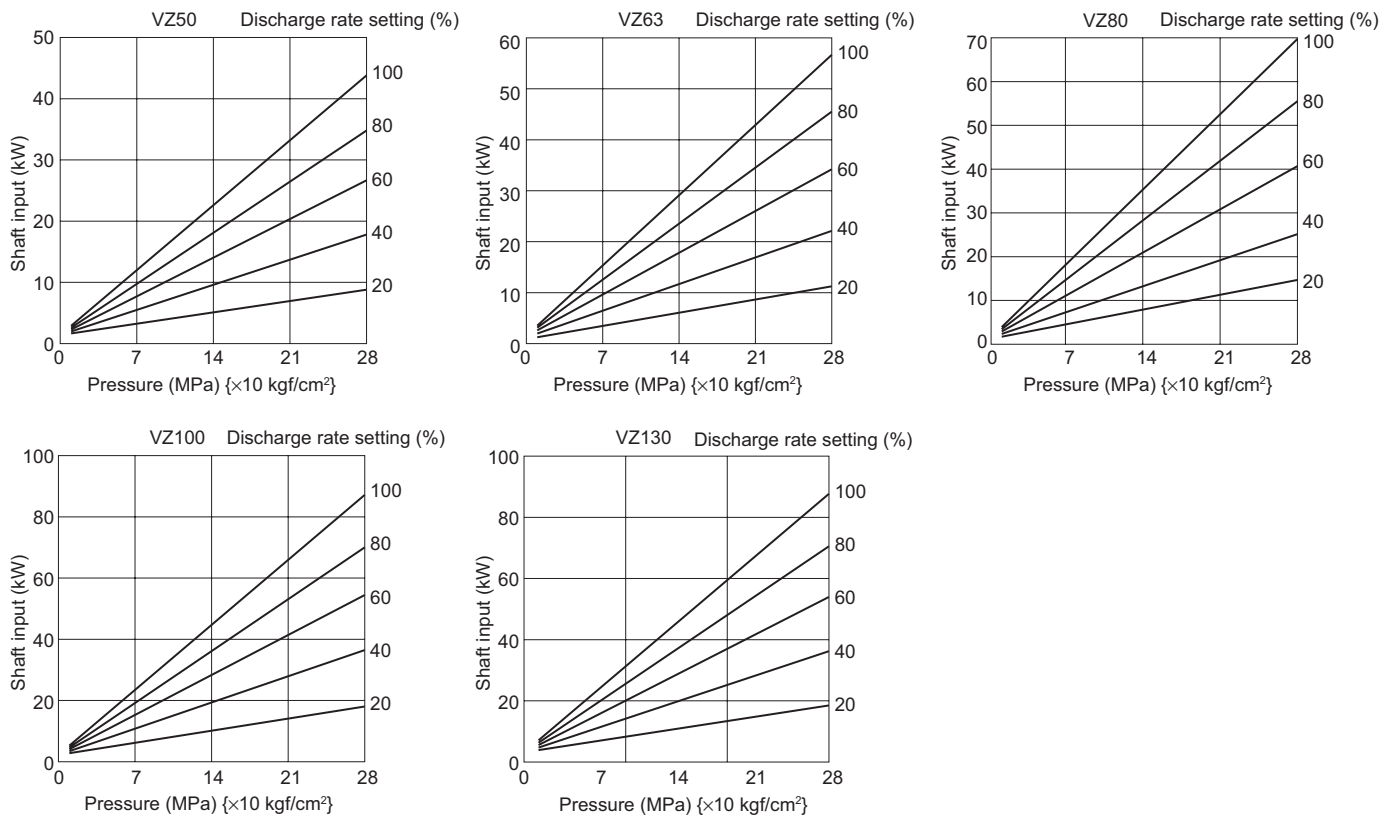 VZ50 Discharge rate setting (%)
50
40
30
20
10
0
Shaft input (kW)
100
80
60
40
20
0 7 14 21 28
Pressure (MPa) {×10 kgf/cm²}
VZ63 Discharge rate setting (%)
60
50
40
30
20
10
0
Shaft input (kW)
100
80
60
40
20
0 7 14 21 28
Pressure (MPa) {×10 kgf/cm²}
VZ80 Discharge rate setting (%)
70
60
50
40
30
20
10
0
Shaft input (kW)
100
80
60
40
20
0 7 14 21 28
Pressure (MPa) {×10 kgf/cm²}
VZ100 Discharge rate setting (%)
100
80
60
40
20
0
Shaft input (kW)
100
80
60
40
20
0 7 14 21 28
Pressure (MPa) {×10 kgf/cm²}
VZ130 Discharge rate setting (%)
100
80
60
40
20
0
Shaft input (kW)
100
80
60
40
20
0 7 14 21 28
Pressure (MPa) {×10 kgf/cm²}